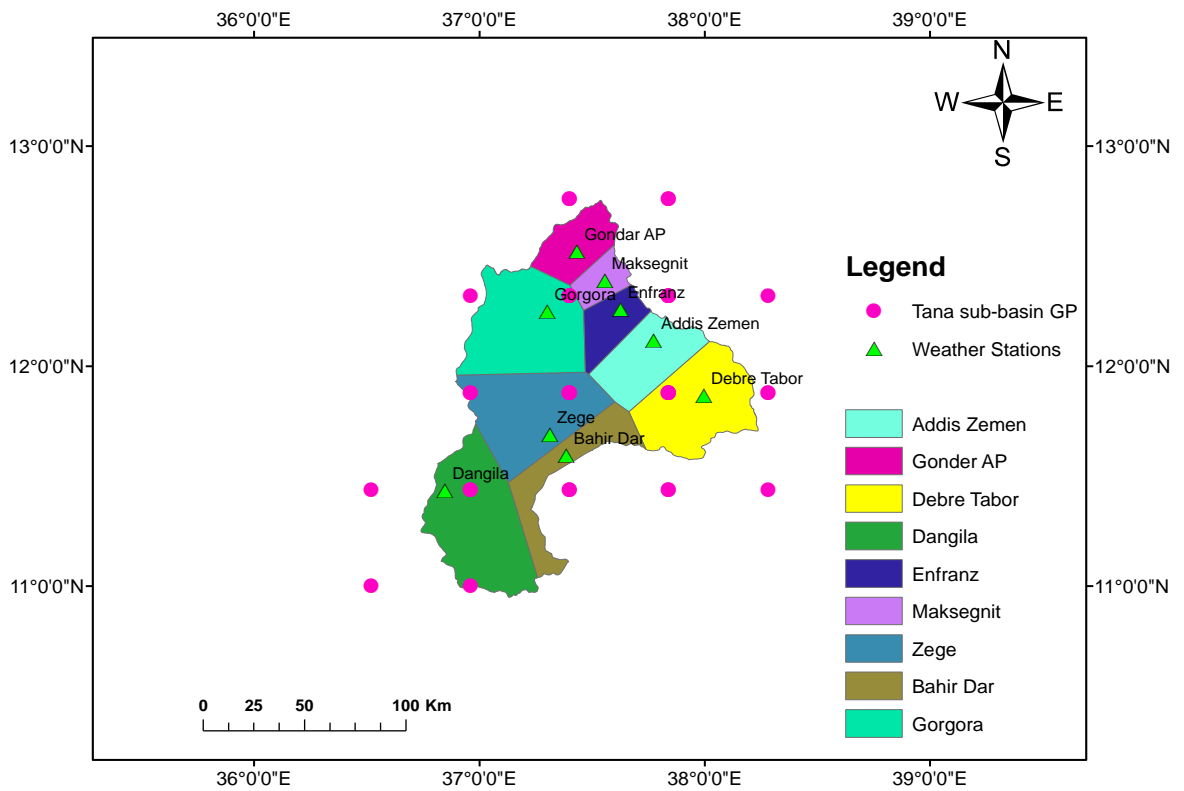 36°0'0"E 37°0'0"E 38°0'0"E 39°0'0"E
N
W E
S
13°0'0"N 13°0'0"N
Gondar AP
Maksegnit
Legend
Gorgora Enfranz
Tana sub-basin GP
Addis Zemen
Weather Stations
12°0'0"N 12°0'0"N
Debre Tabor
Zege
Addis Zemen
Bahir Dar
Gonder AP
Dangila
Debre Tabor
Dangila
Enfranz
11°0'0"N 11°0'0"N
Maksegnit
Zege
Bahir Dar
0 25 50 100 Km
Gorgora
36°0'0"E 37°0'0"E 38°0'0"E 39°0'0"E